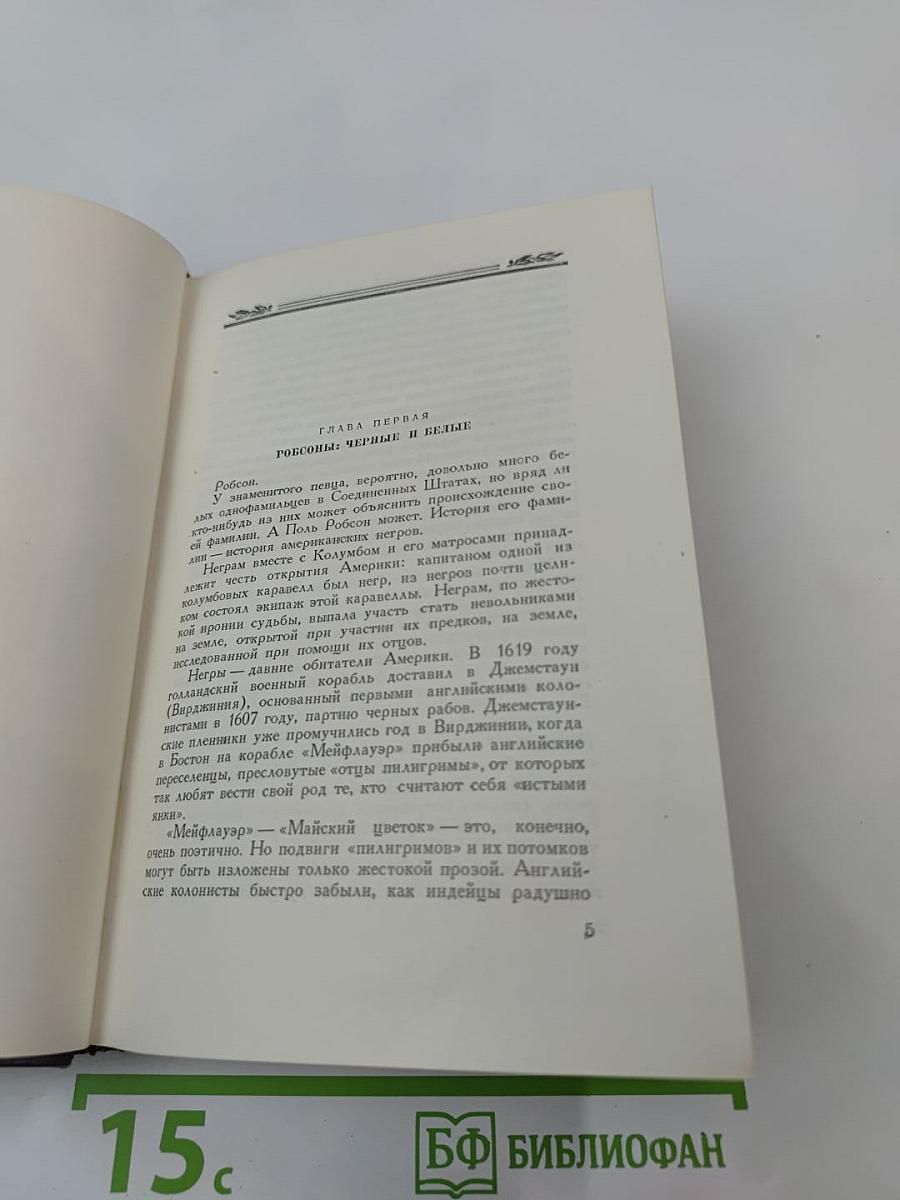 ГЛАВА ПЕРВАЯ
РОБСОНЫ: ЧЕРНЫЕ И БЕЛЫЕ
Робсон.
У знаменитого певца, вероятно, довольно много бе-
лых однофамильцев в Соединенных Штатах, но вряд ли
кто-нибудь из них может объяснить происхождение сво-
ей фамилии. А Поль Робсон может. История его фами-
лии — история американских негров.
Неграм вместе с Колумбом и его матросами принад-
лежит честь открытия Америки: капитаном одной из
колумбовых каравелл был негр, из негров почти цели-
ком состоял экипаж этой каравеллы. Неграм, по жесто-
кой иронии судьбы, выпала участь стать невольниками
на земле, открытой при участии их предков, на земле,
исследованной при помощи их отцов.
Негры — давние обитатели Америки. В 1619 году
голландский военный корабль доставил в Джемстаун
(Вирджиния), основанный первыми английскими коло-
нистами в 1607 году, партию черных рабов. Джемстаун-
ские пленники уже промучились год в Вирджинии, когда
в Бостон на корабле «Мейфлауэр» прибыли английские
переселенцы, пресловутые «отцы пилигримы», от которых
так любят вести свой род те, кто считают себя «истыми
янки».
«Мейфлауэр» — «Майский цветок» — это, конечно,
очень поэтично. Но подвиги «пилигримов» и их потомков
могут быть изложены только жестокой прозой. Англий-
ские колонисты быстро забыли, как индейцы радушно
5
15 с
БФ БИБЛИОФАН